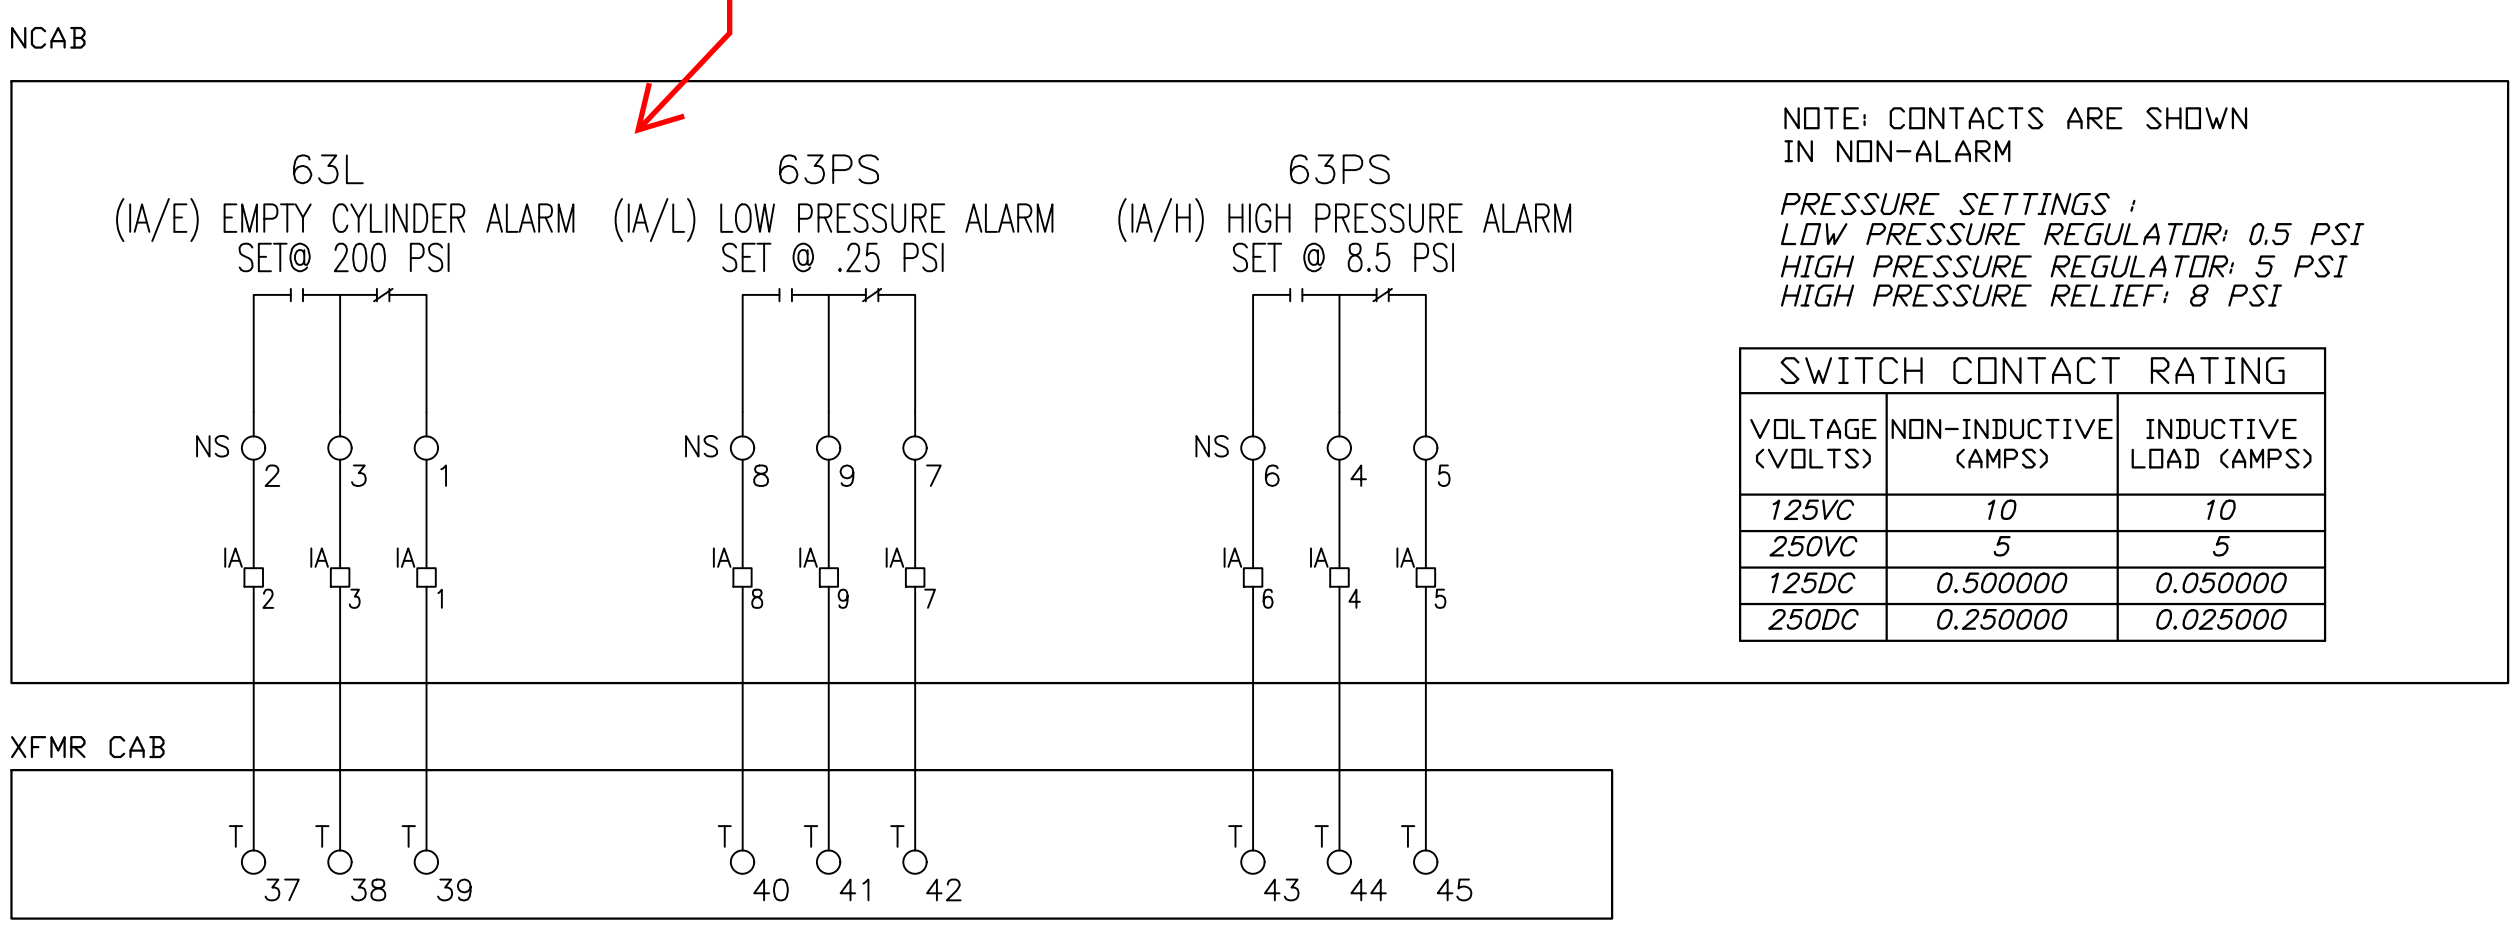 NCAB
NOTE: CONTACTS ARE SHOWN
IN NON-ALARM
PRESSURE SETTINGS :
LOW PRESSURE REGULATOR: 0.5 PSI
HIGH PRESSURE REGULATOR: 5 PSI
HIGH PRESSURE RELIEF: 8 PSI
63L
(IA/E) EMPTY CYLINDER ALARM
SET@ 200 PSI
63PS
(IA/L) LOW PRESSURE ALARM
SET @ .25 PSI
63PS
(IA/H) HIGH PRESSURE ALARM
SET @ 8.5 PSI
SWITCH CONTACT RATING
VOLTAGE (VOLTS) NON-INDUCTIVE (AMPS) INDUCTIVE LOAD (AMPS)
125VC 10 10
250VC 5 5
125DC 0.500000 0.050000
250DC 0.250000 0.025000
NS 2 3 1 NS 8 9 7 NS 6 4 5
IA 2 IA 3 IA 1 IA 8 IA 9 IA 7 IA 6 IA 4 IA 5
XFMR CAB
T 37 T 38 T 39 T 40 T 41 T 42 T 43 T 44 T 45